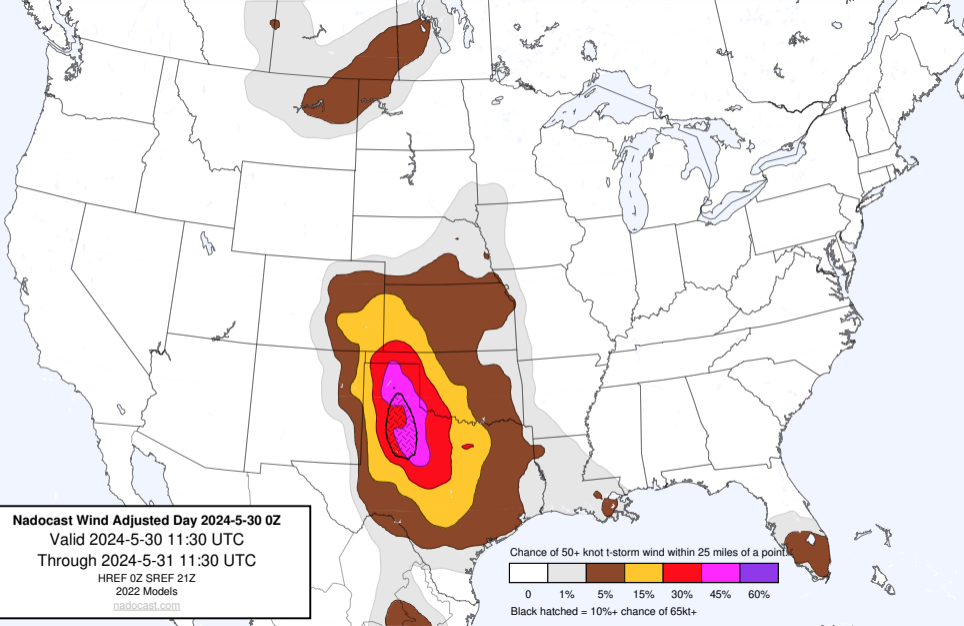 Nadocast Wind Adjusted Day 2024-5-30 0Z
Valid 2024-5-30 11:30 UTC
Through 2024-5-31 11:30 UTC
HREF 0Z SREF 21Z
2022 Models
nadocast.com
Chance of 50+ knot t-storm wind within 25 miles of a point.
0 1% 5% 15% 30% 45% 60%
Black hatched = 10%+ chance of 65kt+